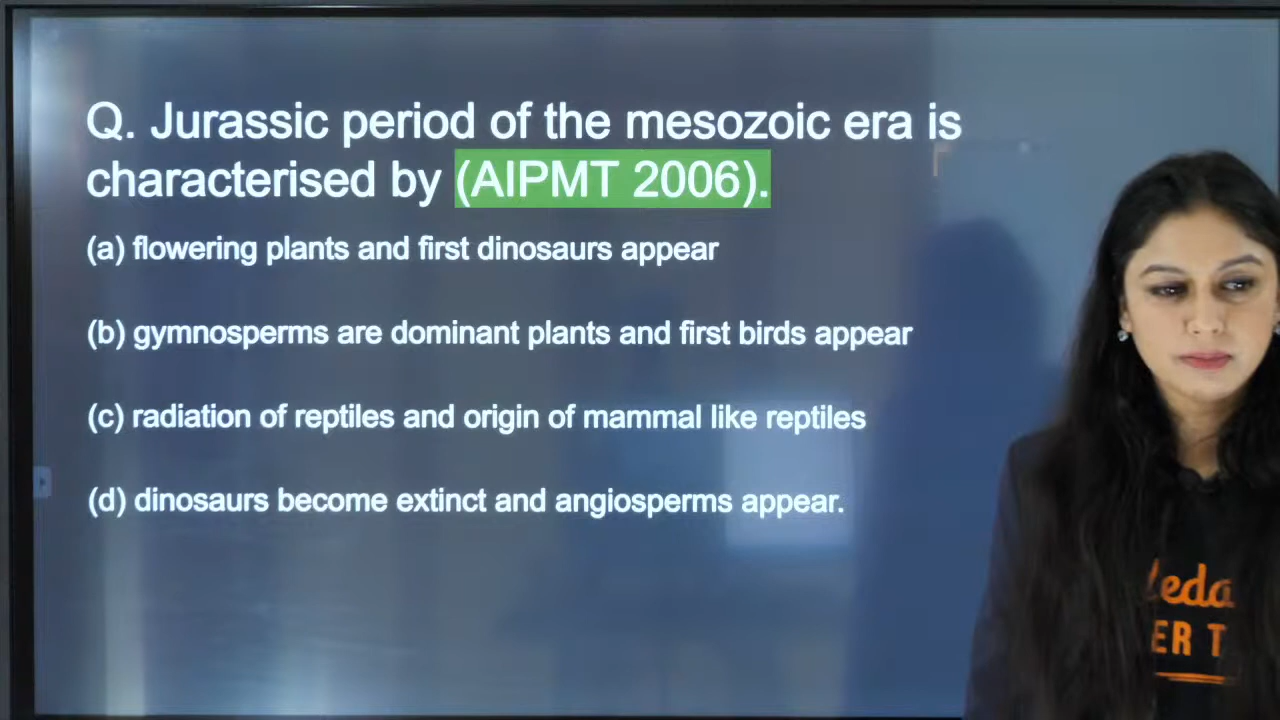 Q. Jurassic period of the mesozoic era is
characterised by (AIPMT 2006).
(a) flowering plants and first dinosaurs appear
(b) gymnosperms are dominant plants and first birds appear
(c) radiation of reptiles and origin of mammal like reptiles
(d) dinosaurs become extinct and angiosperms appear.